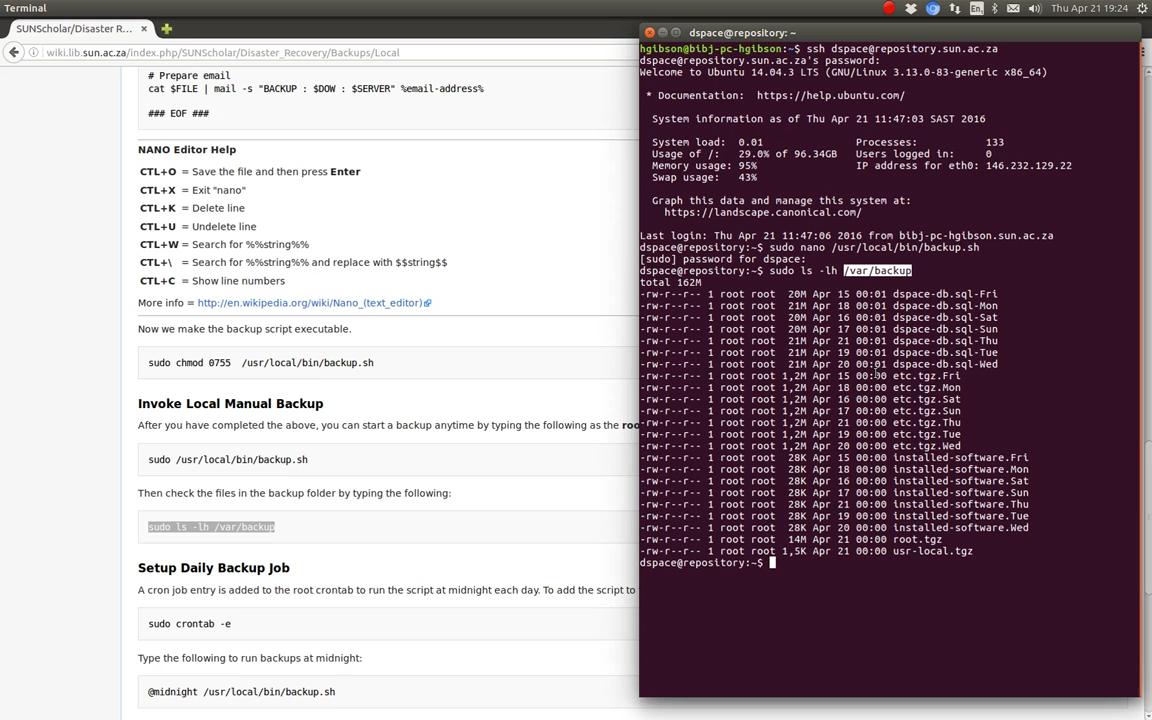 Terminal
En
Thu Apr 21 19:24
SUNScholar/Disaster R...
wiki.lib.sun.ac.za/index.php/SUNScholar/Disaster_Recovery/Backups/Local
# Prepare email
cat $FILE | mail -s "BACKUP : $DOW : $SERVER" %email-address%
### EOF ###
NANO Editor Help
CTL+O = Save the file and then press Enter
CTL+X = Exit "nano"
CTL+K = Delete line
CTL+U = Undelete line
CTL+W = Search for %%string%%
CTL+\ = Search for %%string%% and replace with $$string$$
CTL+C = Show line numbers
More info = http://en.wikipedia.org/wiki/Nano_(text_editor)
Now we make the backup script executable.
sudo chmod 0755  /usr/local/bin/backup.sh
Invoke Local Manual Backup
After you have completed the above, you can start a backup anytime by typing the following as the roo
sudo /usr/local/bin/backup.sh
Then check the files in the backup folder by typing the following:
sudo ls -lh /var/backup
Setup Daily Backup Job
A cron job entry is added to the root crontab to run the script at midnight each day. To add the script to
sudo crontab -e
Type the following to run backups at midnight:
@midnight /usr/local/bin/backup.sh
dspace@repository: ~
hgibson@bibj-pc-hgibson:~$ ssh dspace@repository.sun.ac.za
dspace@repository.sun.ac.za's password:
Welcome to Ubuntu 14.04.3 LTS (GNU/Linux 3.13.0-83-generic x86_64)
* Documentation:  https://help.ubuntu.com/
System information as of Thu Apr 21 11:47:03 SAST 2016
System load: 0.01 Processes: 133
Usage of /: 29.0% of 96.34GB Users logged in: 0
Memory usage: 95% IP address for eth0: 146.232.129.22
Swap usage: 43%
Graph this data and manage this system at:
https://landscape.canonical.com/
Last login: Thu Apr 21 11:47:06 2016 from bibj-pc-hgibson.sun.ac.za
dspace@repository:~$ sudo nano /usr/local/bin/backup.sh
[sudo] password for dspace:
dspace@repository:~$ sudo ls -lh /var/backup
total 162M
-rw-r--r-- 1 root root  20M Apr 15 00:01 dspace-db.sql-Fri
-rw-r--r-- 1 root root  21M Apr 18 00:01 dspace-db.sql-Mon
-rw-r--r-- 1 root root  20M Apr 16 00:01 dspace-db.sql-Sat
-rw-r--r-- 1 root root  20M Apr 17 00:01 dspace-db.sql-Sun
-rw-r--r-- 1 root root  21M Apr 21 00:01 dspace-db.sql-Thu
-rw-r--r-- 1 root root  21M Apr 19 00:01 dspace-db.sql-Tue
-rw-r--r-- 1 root root  21M Apr 20 00:01 dspace-db.sql-Wed
-rw-r--r-- 1 root root 1,2M Apr 15 00:00 etc.tgz.Fri
-rw-r--r-- 1 root root 1,2M Apr 18 00:00 etc.tgz.Mon
-rw-r--r-- 1 root root 1,2M Apr 16 00:00 etc.tgz.Sat
-rw-r--r-- 1 root root 1,2M Apr 17 00:00 etc.tgz.Sun
-rw-r--r-- 1 root root 1,2M Apr 21 00:00 etc.tgz.Thu
-rw-r--r-- 1 root root 1,2M Apr 19 00:00 etc.tgz.Tue
-rw-r--r-- 1 root root 1,2M Apr 20 00:00 etc.tgz.Wed
-rw-r--r-- 1 root root  28K Apr 15 00:00 installed-software.Fri
-rw-r--r-- 1 root root  28K Apr 18 00:00 installed-software.Mon
-rw-r--r-- 1 root root  28K Apr 16 00:00 installed-software.Sat
-rw-r--r-- 1 root root  28K Apr 17 00:00 installed-software.Sun
-rw-r--r-- 1 root root  28K Apr 21 00:00 installed-software.Thu
-rw-r--r-- 1 root root  28K Apr 19 00:00 installed-software.Tue
-rw-r--r-- 1 root root  28K Apr 20 00:00 installed-software.Wed
-rw-r--r-- 1 root root  14M Apr 21 00:00 root.tgz
-rw-r--r-- 1 root root 1,5K Apr 21 00:00 usr-local.tgz
dspace@repository:~$